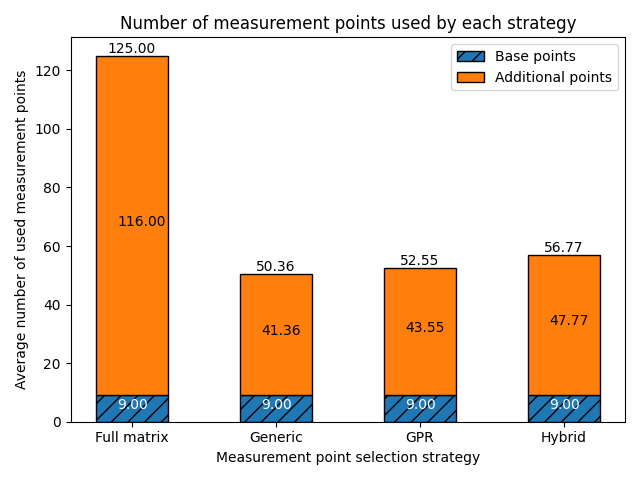 Number of measurement points used by each strategy
Base points
Additional points
Average number of used measurement points
120
100
80
60
40
20
0
125.00
116.00
9.00
50.36
41.36
9.00
52.55
43.55
9.00
56.77
47.77
9.00
Full matrix
Generic
GPR
Hybrid
Measurement point selection strategy